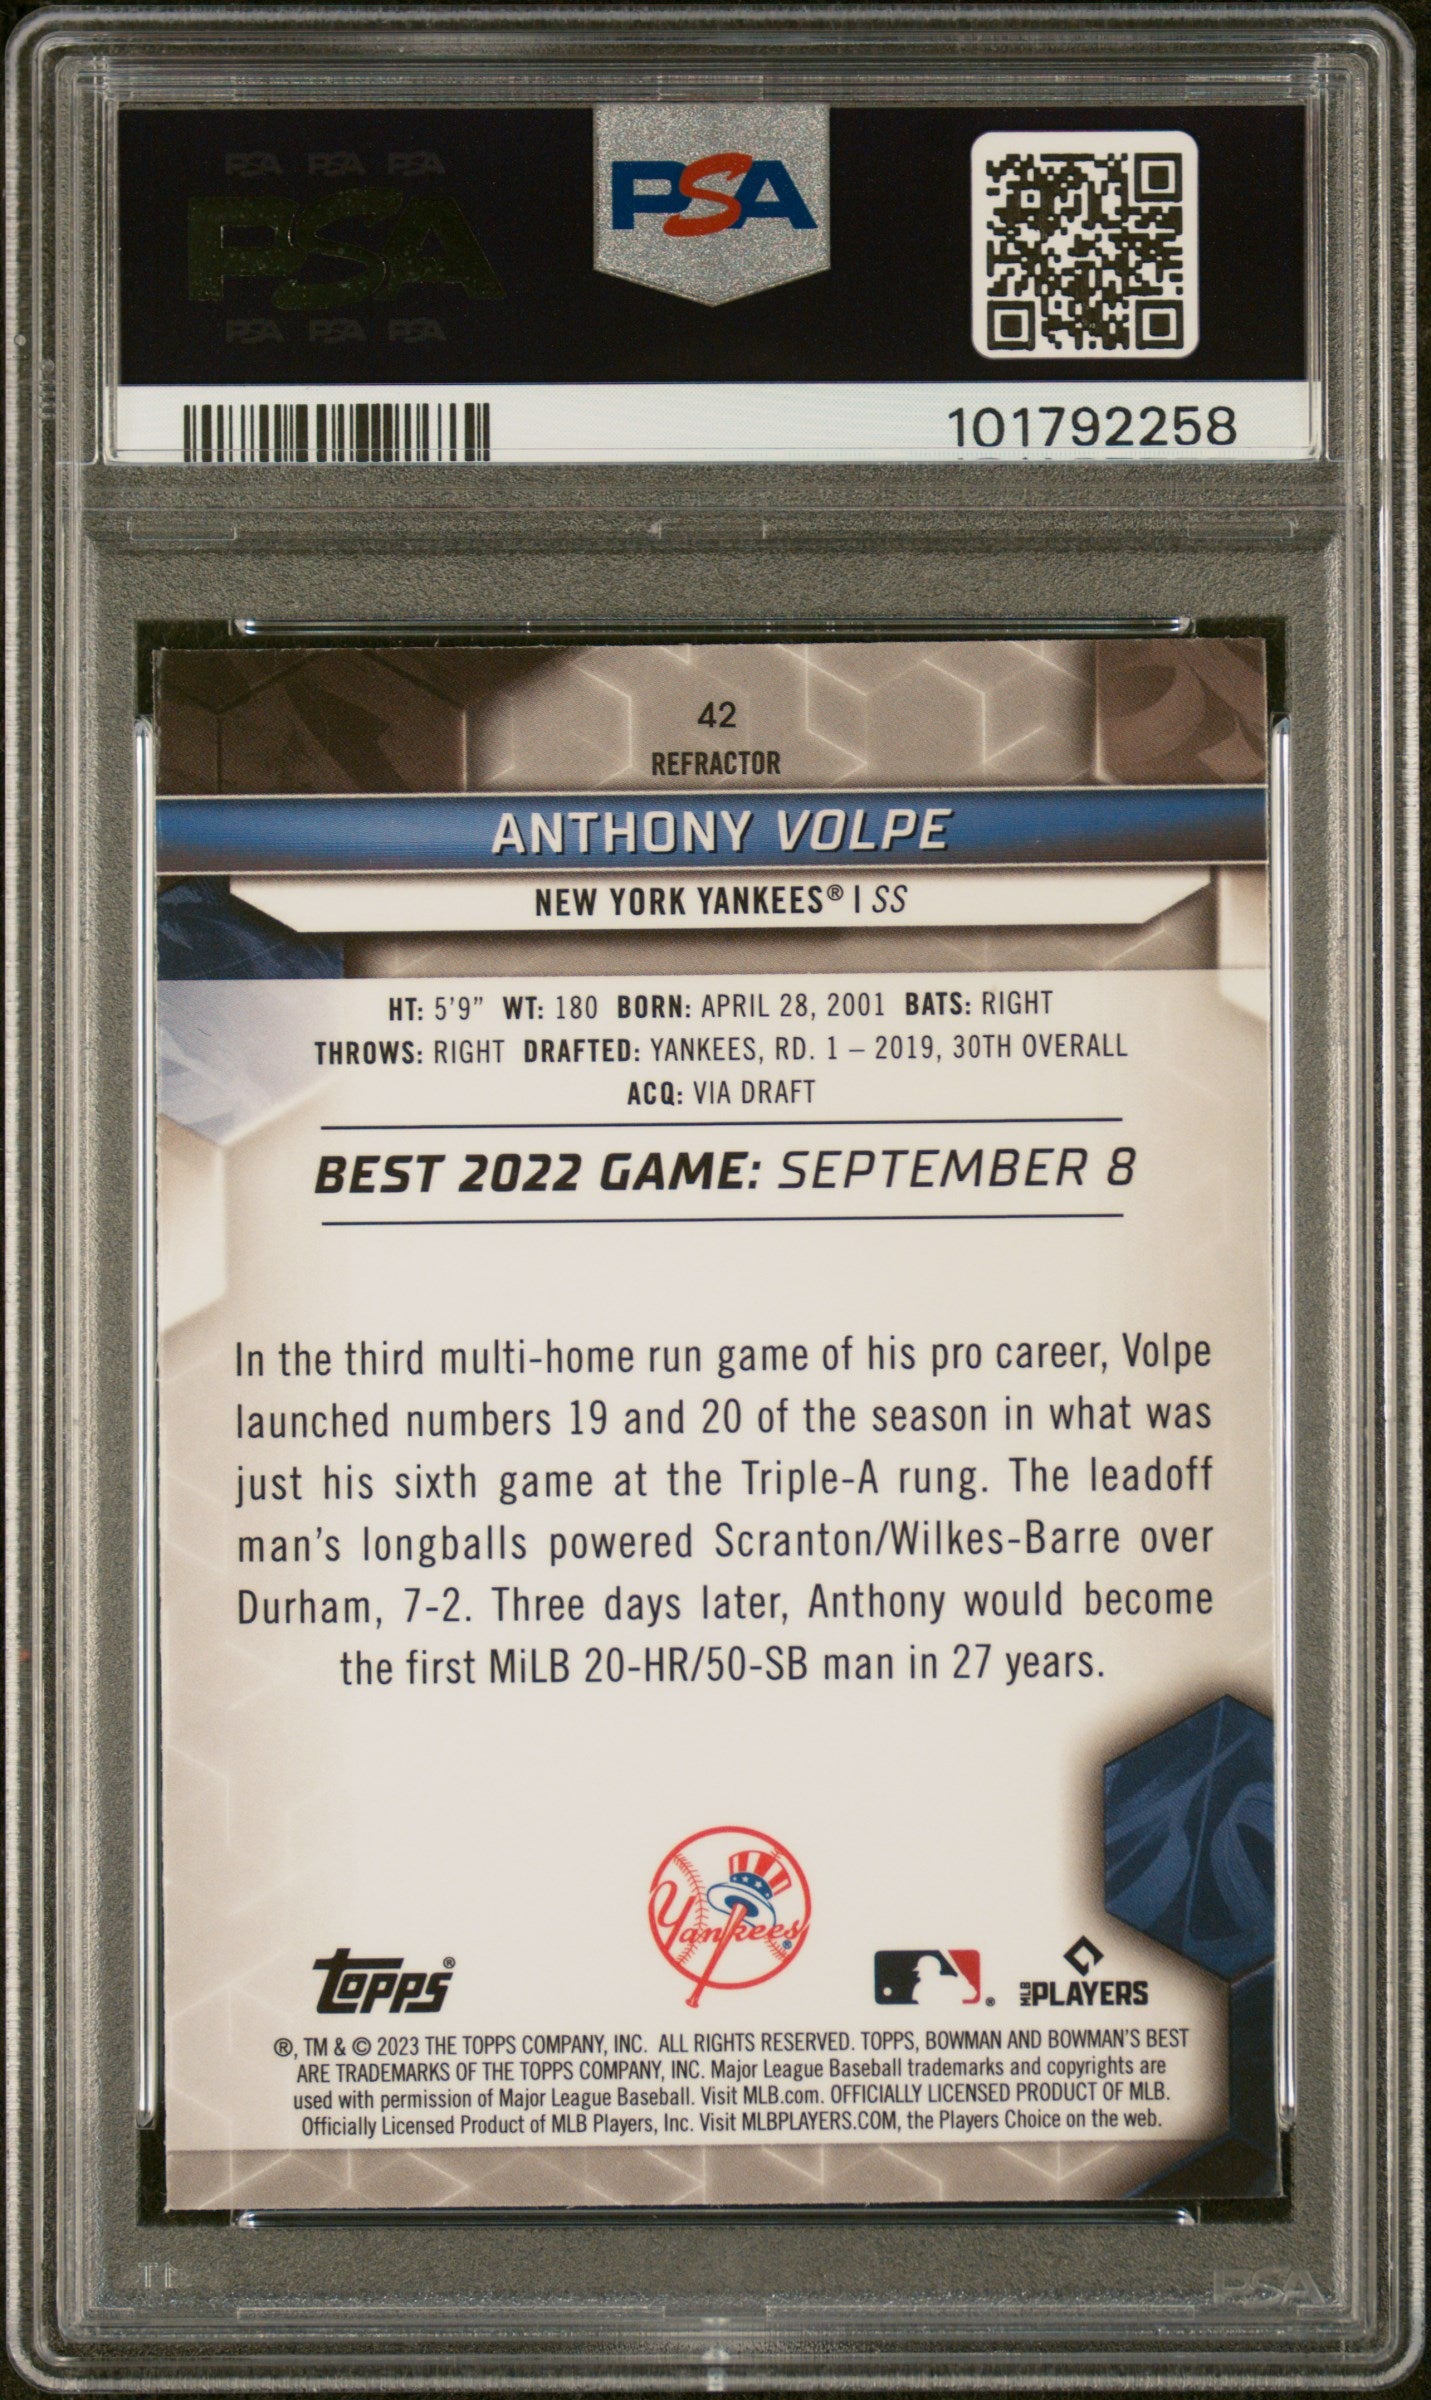 PSA PSA PSA
PSA
PSA PSA PSA
PSA
101792258
42
REFRACTOR
ANTHONY VOLPE
NEW YORK YANKEES® | SS
HT: 5'9" WT: 180 BORN: APRIL 28, 2001 BATS: RIGHT
THROWS: RIGHT DRAFTED: YANKEES, RD. 1 – 2019, 30TH OVERALL
ACQ: VIA DRAFT
BEST 2022 GAME: SEPTEMBER 8
In the third multi-home run game of his pro career, Volpe
launched numbers 19 and 20 of the season in what was
just his sixth game at the Triple-A rung. The leadoff
man's longballs powered Scranton/Wilkes-Barre over
Durham, 7-2. Three days later, Anthony would become
the first MiLB 20-HR/50-SB man in 27 years.
Yankees®
topps®
MLB PLAYERS
®, TM & © 2023 THE TOPPS COMPANY, INC. ALL RIGHTS RESERVED. TOPPS, BOWMAN AND BOWMAN'S BEST
ARE TRADEMARKS OF THE TOPPS COMPANY, INC. Major League Baseball trademarks and copyrights are
used with permission of Major League Baseball. Visit MLB.com. OFFICIALLY LICENSED PRODUCT OF MLB.
Officially Licensed Product of MLB Players, Inc. Visit MLBPLAYERS.COM, the Players Choice on the web.
PSA